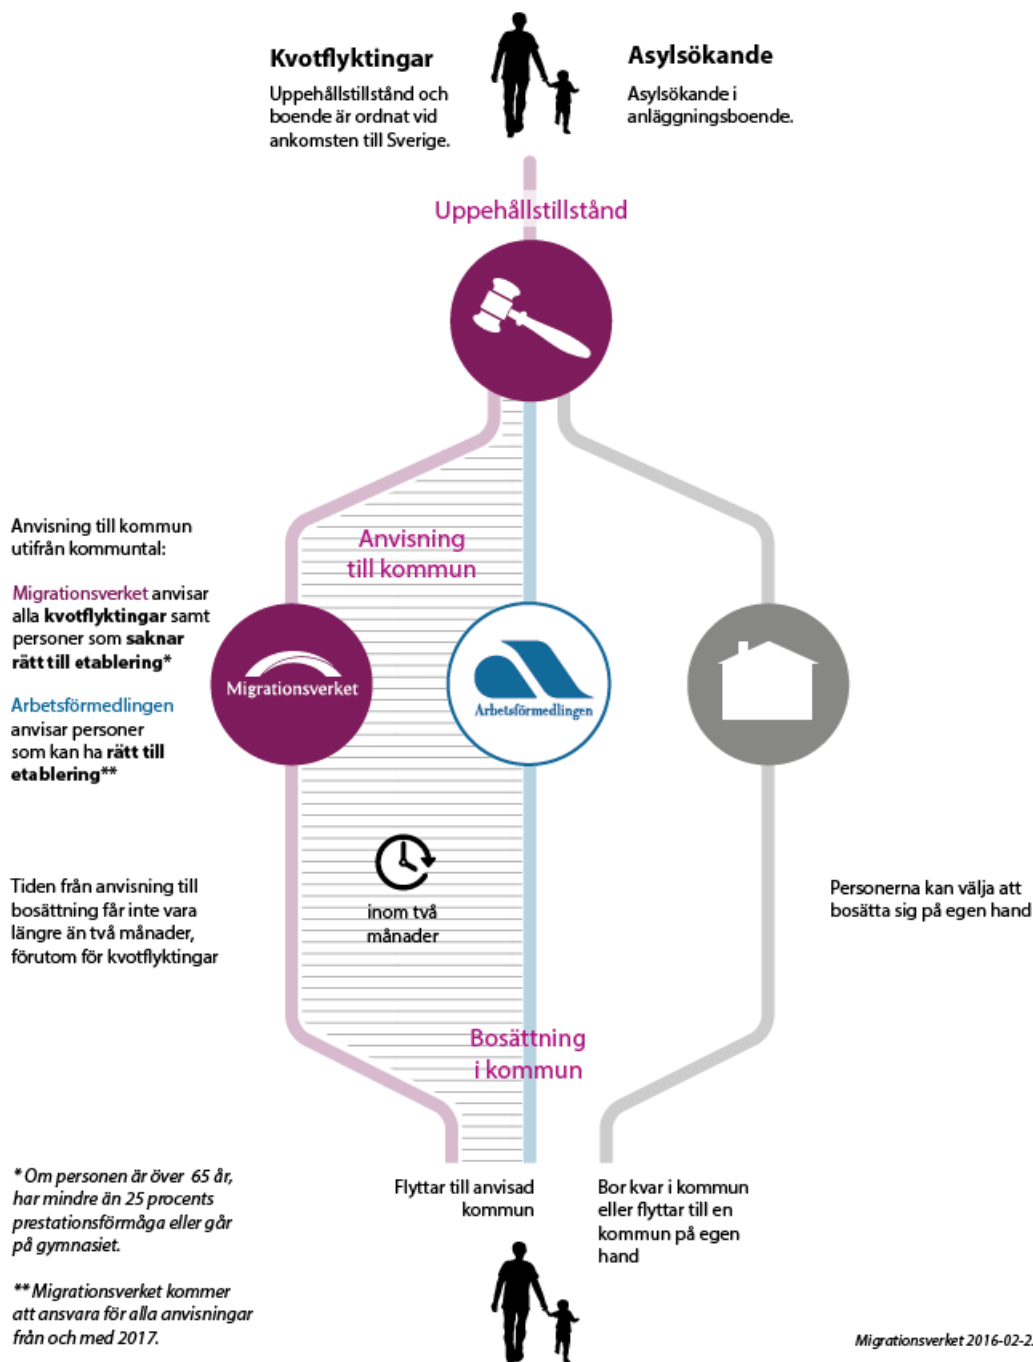 Kvotflyktingar
Uppehållstillstånd och
boende är ordnat vid
ankomsten till Sverige.
Asylsökande
Asylsökande i
anläggningsboende.
Uppehållstillstånd
Anvisning till kommun
utifrån kommuntal:
Migrationsverket anvisar
alla kvotflyktingar samt
personer som saknar
rätt till etablering*
Arbetsförmedlingen
anvisar personer
som kan ha rätt till
etablering**
Anvisning
till kommun
Migrationsverket
Arbetsförmedlingen
Tiden från anvisning till
bosättning får inte vara
längre än två månader,
förutom för kvotflyktingar
inom två
månader
Personerna kan välja att
bosätta sig på egen hand
Bosättning
i kommun
Flyttar till anvisad
kommun
Bor kvar i kommun
eller flyttar till en
kommun på egen
hand
* Om personen är över 65 år,
har mindre än 25 procents
prestationsförmåga eller går
på gymnasiet.
** Migrationsverket kommer
att ansvara för alla anvisningar
från och med 2017.
Migrationsverket 2016-02-2